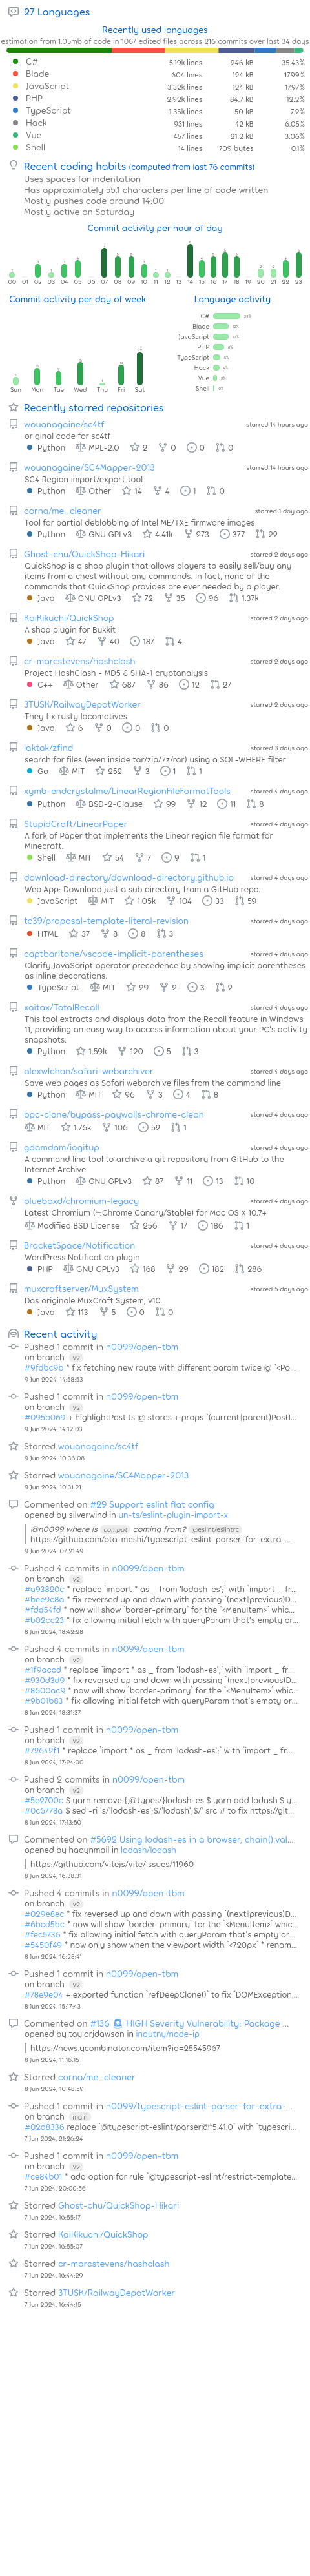 27 Languages
Recently used languages
estimation from 1.05mb of code in 1067 edited files across 216 commits over last 34 days
C# 5.19k lines 246 kB 35.43%
Blade 604 lines 124 kB 17.99%
JavaScript 3.32k lines 124 kB 17.97%
PHP 2.92k lines 84.7 kB 12.2%
TypeScript 1.35k lines 50 kB 7.2%
Hack 931 lines 42 kB 6.05%
Vue 457 lines 21.2 kB 3.06%
Shell 14 lines 709 bytes 0.1%
Recent coding habits (computed from last 76 commits)
Uses spaces for indentation
Has approximately 55.1 characters per line of code written
Mostly pushes code around 14:00
Mostly active on Saturday
Commit activity per hour of day
00 01 02 03 04 05 06 07 08 09 10 11 12 13 14 15 16 17 18 19 20 21 22 23
Commit activity per day of week
Language activity
C#
Blade
JavaScript
PHP
TypeScript
Hack
Vue
Shell
Sun Mon Tue Wed Thu Fri Sat
Recently starred repositories
wouanagaine/sc4tf starred 14 hours ago
original code for sc4tf
Python MPL-2.0 2 0 0 0
wouanagaine/SC4Mapper-2013 starred 14 hours ago
SC4 Region import/export tool
Python Other 14 4 1 0
corna/me_cleaner starred 1 day ago
Tool for partial deblobbing of Intel ME/TXE firmware images
Python GNU GPLv3 4.41k 273 377 22
Ghost-chu/QuickShop-Hikari starred 2 days ago
QuickShop is a shop plugin that allows players to easily sell/buy any
items from a chest without any commands. In fact, none of the
commands that QuickShop provides are ever needed by a player.
Java GNU GPLv3 72 35 96 1.37k
KaiKikuchi/QuickShop starred 2 days ago
A shop plugin for Bukkit
Java 47 40 187 4
cr-marcstevens/hashclash starred 2 days ago
Project HashClash - MD5 & SHA-1 cryptanalysis
C++ Other 687 86 12 27
3TUSK/RailwayDepotWorker starred 2 days ago
They fix rusty locomotives
Java 6 0 0 0
laktak/zfind starred 3 days ago
search for files (even inside tar/zip/7z/rar) using a SQL-WHERE filter
Go MIT 252 3 1 1
xymb-endcrystalme/LinearRegionFileFormatTools starred 4 days ago
Python BSD-2-Clause 99 12 11 8
StupidCraft/LinearPaper starred 4 days ago
A fork of Paper that implements the Linear region file format for
Minecraft.
Shell MIT 54 7 9 1
download-directory/download-directory.github.io starred 4 days ago
Web App: Download just a sub directory from a GitHub repo.
JavaScript MIT 1.05k 104 33 59
tc39/proposal-template-literal-revision starred 4 days ago
HTML 37 8 8 3
captbaritone/vscode-implicit-parentheses starred 4 days ago
Clarify JavaScript operator precedence by showing implicit parentheses
as inline decorations.
TypeScript MIT 29 2 3 2
xaitax/TotalRecall starred 4 days ago
This tool extracts and displays data from the Recall feature in Windows
11, providing an easy way to access information about your PC's activity
snapshots.
Python 1.59k 120 5 3
alexwlchan/safari-webarchiver starred 4 days ago
Save web pages as Safari webarchive files from the command line
Python MIT 96 3 4 8
bpc-clone/bypass-paywalls-chrome-clean starred 4 days ago
MIT 1.76k 106 52 1
gdamdam/iagitup starred 4 days ago
A command line tool to archive a git repository from GitHub to the
Internet Archive.
Python GNU GPLv3 87 11 13 10
blueboxd/chromium-legacy starred 4 days ago
Latest Chromium (≒Chrome Canary/Stable) for Mac OS X 10.7+
Modified BSD License 256 17 186 1
BracketSpace/Notification starred 4 days ago
WordPress Notification plugin
PHP GNU GPLv3 168 29 182 286
muxcraftserver/MuxSystem starred 5 days ago
Das originale MuxCraft System, v10.
Java 113 5 0 0
Recent activity
Pushed 1 commit in n0099/open-tbm
on branch v2
#9fdbc9b * fix fetching new route with different param twice @ `<Po...
9 Jun 2024, 14:58:53
Pushed 1 commit in n0099/open-tbm
on branch v2
#095b069 + highlightPost.ts @ stores + props `(current|parent)PostI...
9 Jun 2024, 14:12:03
Starred wouanagaine/sc4tf
9 Jun 2024, 10:36:08
Starred wouanagaine/SC4Mapper-2013
9 Jun 2024, 10:31:21
Commented on #29 Support eslint flat config
opened by silverwind in un-ts/eslint-plugin-import-x
@n0099 where is compat coming from? @eslint/eslintrc
https://github.com/ota-meshi/typescript-eslint-parser-for-extra-...
9 Jun 2024, 07:21:49
Pushed 4 commits in n0099/open-tbm
on branch v2
#a93820c * replace `import * as _ from 'lodash-es';` with `import _ fr...
#bee9c8a * fix reversed up and down with passing `(next|previous)D...
#fdd54fd * now will show `border-primary` for the `<MenuItem>` whic...
#b02cc23 * fix allowing initial fetch with queryParam that's empty or...
8 Jun 2024, 18:42:28
Pushed 4 commits in n0099/open-tbm
on branch v2
#1f9accd * replace `import * as _ from 'lodash-es';` with `import _ fr...
#930d3d9 * fix reversed up and down with passing `(next|previous)D...
#8600ac9 * now will show `border-primary` for the `<MenuItem>` whic...
#9b01b83 * fix allowing initial fetch with queryParam that's empty or...
8 Jun 2024, 18:31:37
Pushed 1 commit in n0099/open-tbm
on branch v2
#72642f1 * replace `import * as _ from 'lodash-es';` with `import _ fr...
8 Jun 2024, 17:24:00
Pushed 2 commits in n0099/open-tbm
on branch v2
#5e2700c $ yarn remove {,@types/}lodash-es $ yarn add lodash $ y...
#0c6778a $ sed -ri 's/'lodash-es';$/'lodash';$/' src # to fix https://git...
8 Jun 2024, 17:13:50
Commented on #5692 Using lodash-es in a browser, chain().val...
opened by haoynmail in lodash/lodash
https://github.com/vitejs/vite/issues/11960
8 Jun 2024, 16:38:31
Pushed 4 commits in n0099/open-tbm
on branch v2
#029e8ec * fix reversed up and down with passing `(next|previous)D...
#6bcd5bc * now will show `border-primary` for the `<MenuItem>` whic...
#fec5736 * fix allowing initial fetch with queryParam that's empty or...
#5450f49 * now only show when the viewport width `<720px` * renam...
8 Jun 2024, 16:28:41
Pushed 1 commit in n0099/open-tbm
on branch v2
#78e9e04 + exported function `refDeepClone()` to fix `DOMException...
8 Jun 2024, 15:17:43
Commented on #136 🚨 HIGH Severity Vulnerability: Package ...
opened by taylorjdawson in indutny/node-ip
https://news.ycombinator.com/item?id=25545967
8 Jun 2024, 11:16:15
Starred corna/me_cleaner
8 Jun 2024, 10:48:59
Pushed 1 commit in n0099/typescript-eslint-parser-for-extra-...
on branch main
#02d8336 replace `@typescript-eslint/parser@^5.41.0` with `typescri...
7 Jun 2024, 21:26:24
Pushed 1 commit in n0099/open-tbm
on branch v2
#ce84b01 * add option for rule `@typescript-eslint/restrict-template...
7 Jun 2024, 20:00:56
Starred Ghost-chu/QuickShop-Hikari
7 Jun 2024, 16:55:17
Starred KaiKikuchi/QuickShop
7 Jun 2024, 16:55:07
Starred cr-marcstevens/hashclash
7 Jun 2024, 16:44:29
Starred 3TUSK/RailwayDepotWorker
7 Jun 2024, 16:44:15